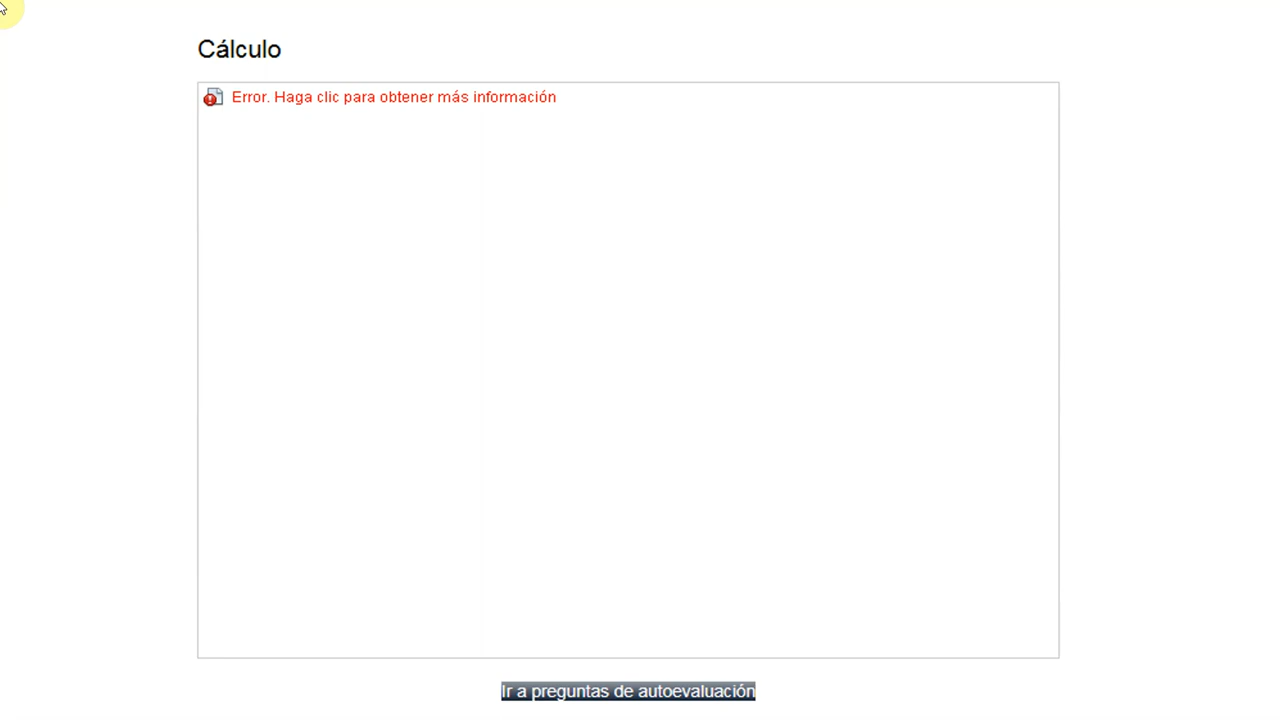 Cálculo
Error. Haga clic para obtener más información
Ir a preguntas de autoevaluación